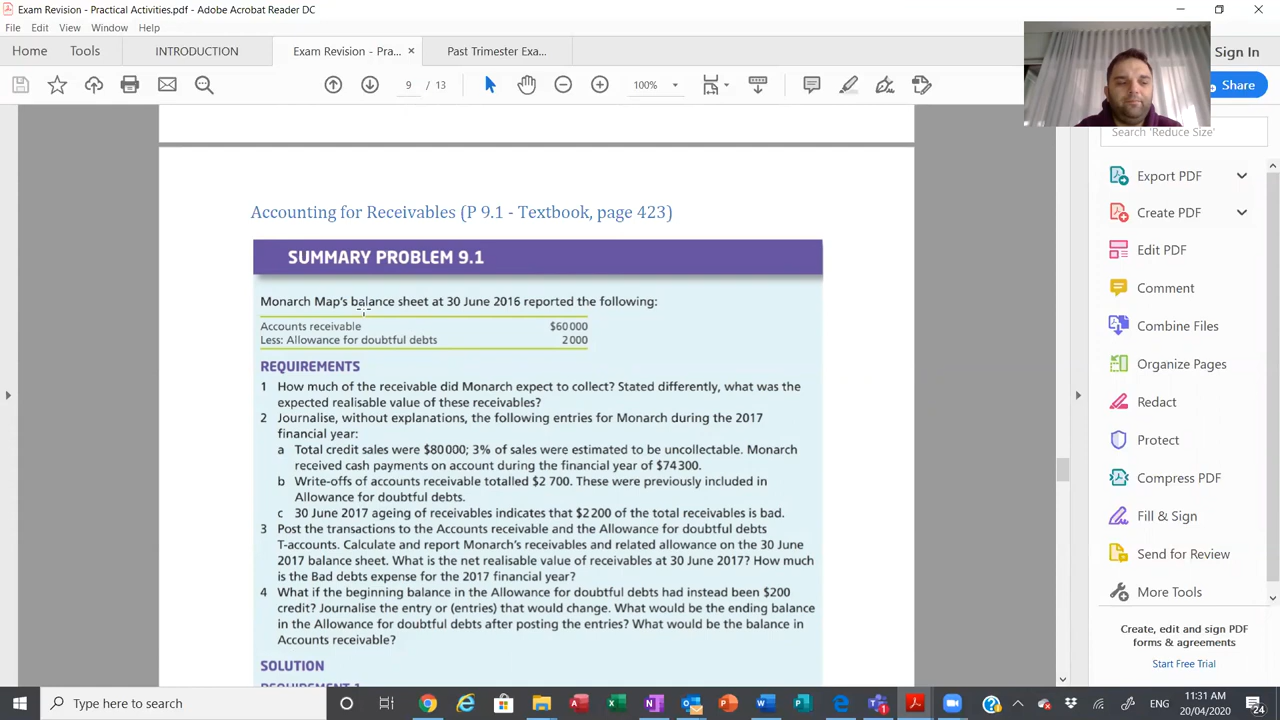 Exam Revision - Practical Activities.pdf - Adobe Acrobat Reader DC
File Edit View Window Help
Home Tools INTRODUCTION Exam Revision - Pra... × Past Trimester Exa... Sign In
9 / 13 100% Share
Search 'Reduce Size'
Export PDF
Create PDF
Edit PDF
Comment
Combine Files
Organize Pages
Redact
Protect
Compress PDF
Fill & Sign
Send for Review
More Tools
Create, edit and sign PDF
forms & agreements
Start Free Trial
Accounting for Receivables (P 9.1 - Textbook, page 423)
SUMMARY PROBLEM 9.1
Monarch Map's balance sheet at 30 June 2016 reported the following:
Accounts receivable $60 000
Less: Allowance for doubtful debts 2 000
REQUIREMENTS
1 How much of the receivable did Monarch expect to collect? Stated differently, what was the
expected realisable value of these receivables?
2 Journalise, without explanations, the following entries for Monarch during the 2017
financial year:
a Total credit sales were $80 000; 3% of sales were estimated to be uncollectable. Monarch
received cash payments on account during the financial year of $74 300.
b Write-offs of accounts receivable totalled $2 700. These were previously included in
Allowance for doubtful debts.
c 30 June 2017 ageing of receivables indicates that $2 200 of the total receivables is bad.
3 Post the transactions to the Accounts receivable and the Allowance for doubtful debts
T-accounts. Calculate and report Monarch's receivables and related allowance on the 30 June
2017 balance sheet. What is the net realisable value of receivables at 30 June 2017? How much
is the Bad debts expense for the 2017 financial year?
4 What if the beginning balance in the Allowance for doubtful debts had instead been $200
credit? Journalise the entry or (entries) that would change. What would be the ending balance
in the Allowance for doubtful debts after posting the entries? What would be the balance in
Accounts receivable?
SOLUTION
REQUIREMENT 1
Type here to search
ENG
11:31 AM
20/04/2020
24